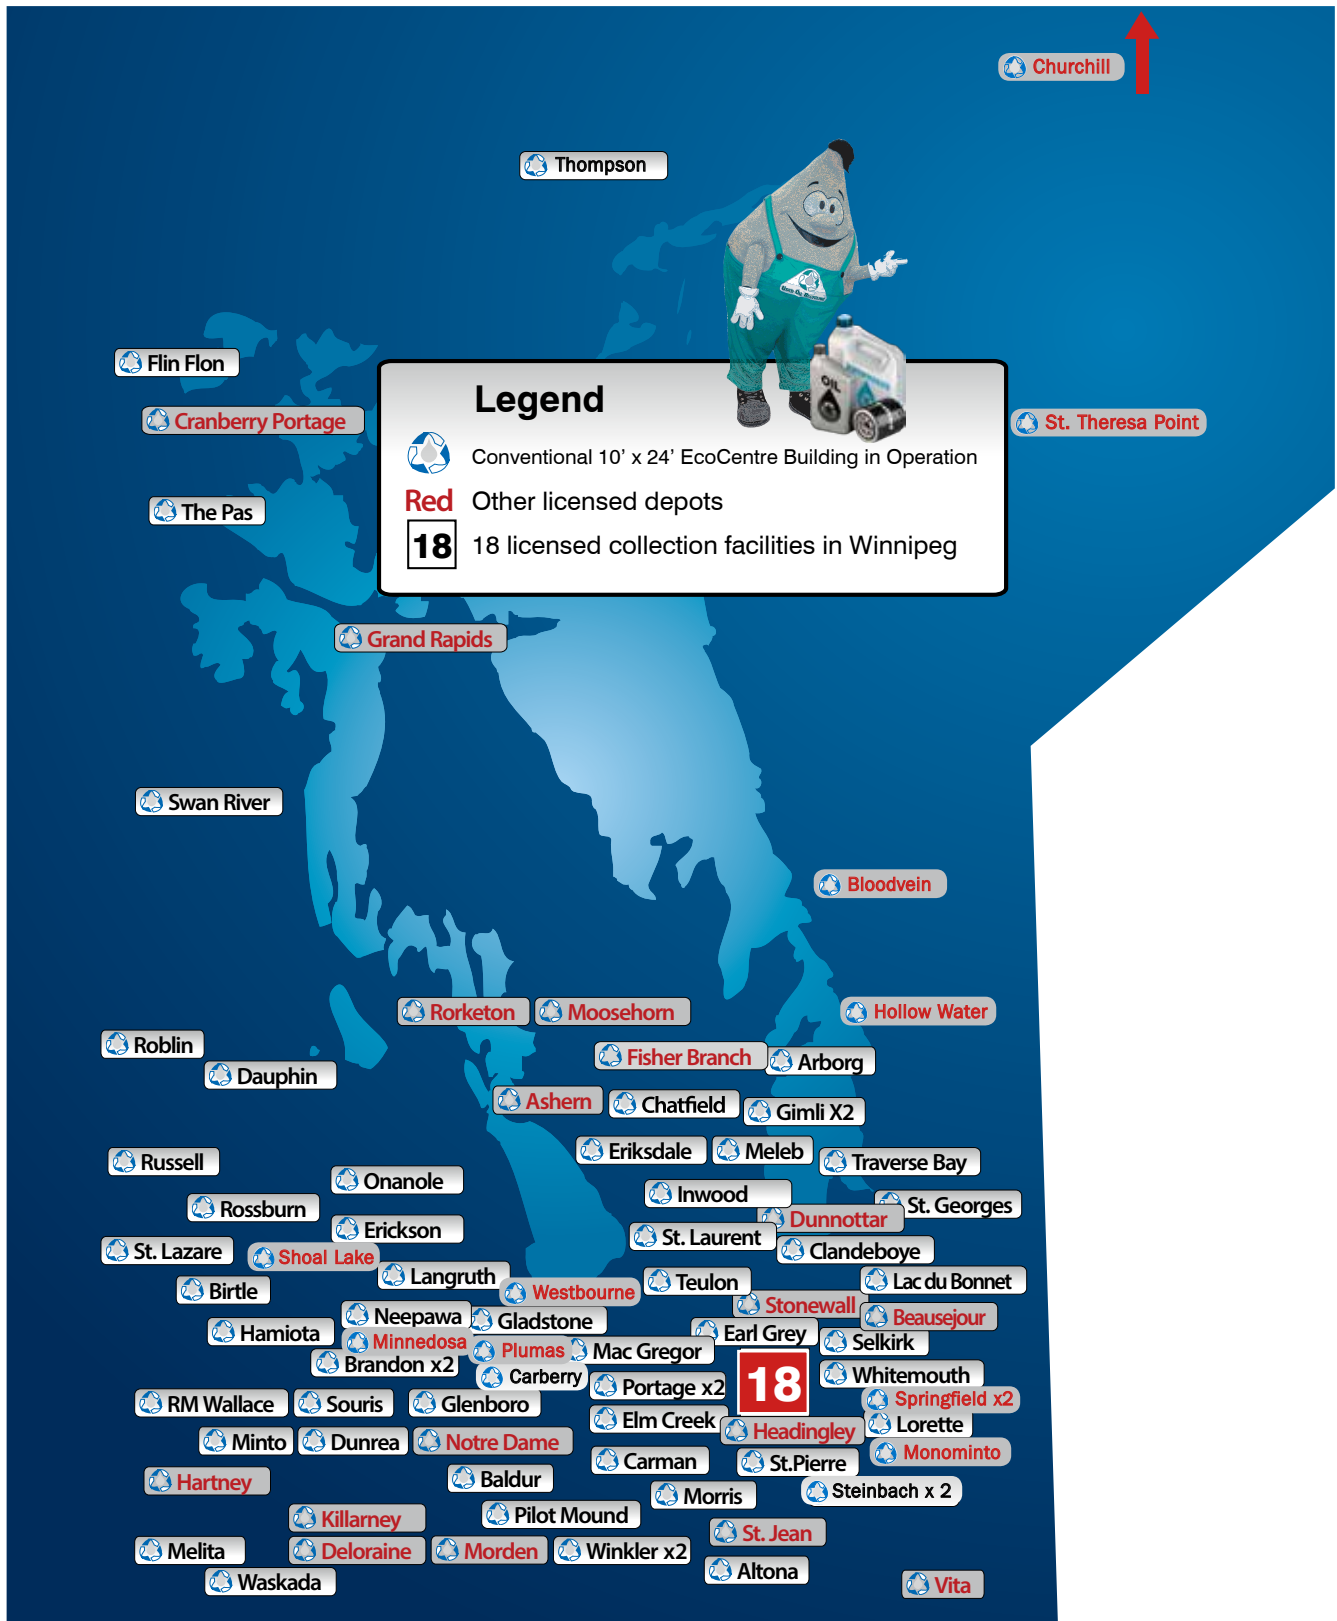 Churchill
Thompson
Flin Flon
Cranberry Portage
St. Theresa Point
The Pas
Legend
OIL
Conventional 10’ x 24’ EcoCentre Building in Operation
Red Other licensed depots
18 18 licensed collection facilities in Winnipeg
Grand Rapids
Swan River
Bloodvein
Rorketon
Moosehorn
Hollow Water
Roblin
Fisher Branch
Arborg
Dauphin
Ashern
Chatfield
Gimli X2
Eriksdale
Meleb
Traverse Bay
Russell
Onanole
Inwood
St. Georges
Rossburn
Dunnottar
Erickson
St. Laurent
St. Lazare
Shoal Lake
Clandeboye
Langruth
Teulon
Lac du Bonnet
Birtle
Westbourne
Stonewall
Beausejour
Neepawa
Gladstone
Hamiota
Earl Grey
Minnedosa
Plumas
Mac Gregor
Selkirk
Brandon x2
Carberry
Portage x2
18
Whitemouth
RM Wallace
Souris
Glenboro
Springfield x2
Elm Creek
Headingley
Lorette
Minto
Dunrea
Notre Dame
Monominto
Carman
St.Pierre
Hartney
Baldur
Morris
Steinbach x 2
Killarney
Pilot Mound
St. Jean
Melita
Deloraine
Morden
Winkler x2
Waskada
Altona
Vita